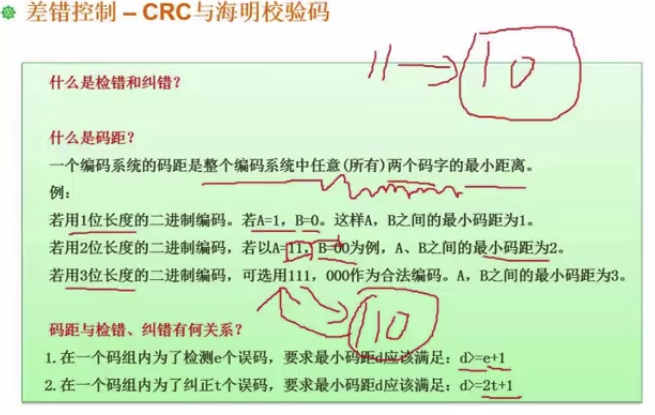 差错控制 – CRC与海明校验码
11 10
什么是检错和纠错?
什么是码距?
一个编码系统的码距是整个编码系统中任意(所有)两个码字的最小距离。
例:
若用1位长度的二进制编码。若A=1，B=0。这样A，B之间的最小码距为1。
若用2位长度的二进制编码，若以A=11，B=00为例，A、B之间的最小码距为2。
若用3位长度的二进制编码，可选用111，000作为合法编码。A，B之间的最小码距为3。
110
码距与检错、纠错有何关系?
1.在一个码组内为了检测e个误码，要求最小码距d应该满足：d>=e+1
2.在一个码组内为了纠正t个误码，要求最小码距d应该满足：d>=2t+1